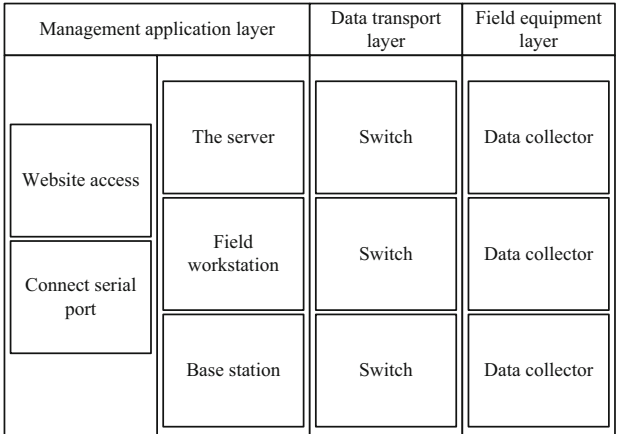 Management application layer
Data transport
layer
Field equipment
layer
Website access
Connect serial
port
The server
Field
workstation
Base station
Switch
Switch
Switch
Data collector
Data collector
Data collector